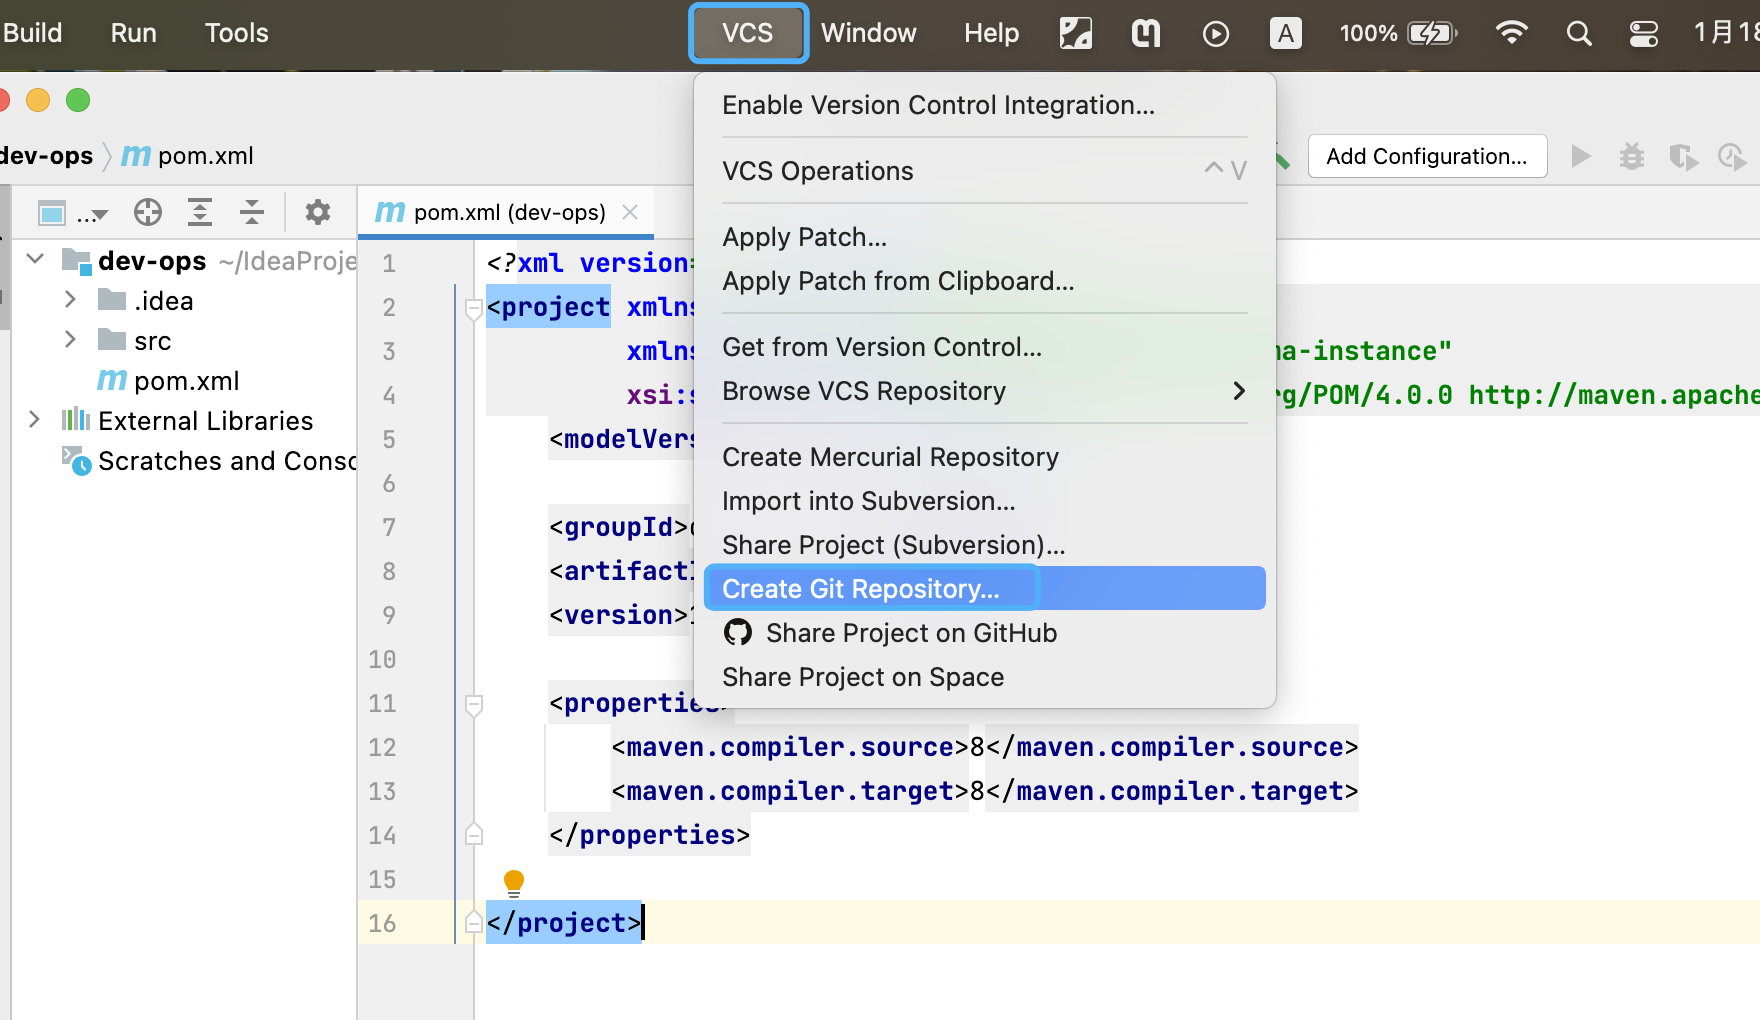 Build Run Tools VCS Window Help A 100% 1月18
Enable Version Control Integration...
VCS Operations ^V
Apply Patch...
Apply Patch from Clipboard...
Get from Version Control...
Browse VCS Repository
Create Mercurial Repository
Import into Subversion...
Share Project (Subversion)...
Create Git Repository...
Share Project on GitHub
Share Project on Space
dev-ops pom.xml
Add Configuration...
...
m pom.xml (dev-ops)
dev-ops ~/IdeaProje
.idea
src
m pom.xml
External Libraries
Scratches and Conso
1 <?xml version=
2 <project xmlns
3 xmlns a-instance"
4 xsi:s rg/POM/4.0.0 http://maven.apache
5 <modelVers
6
7 <groupId>
8 <artifactI
9 <version>1
10
11 <properties>
12 <maven.compiler.source>8</maven.compiler.source>
13 <maven.compiler.target>8</maven.compiler.target>
14 </properties>
15
16 </project>